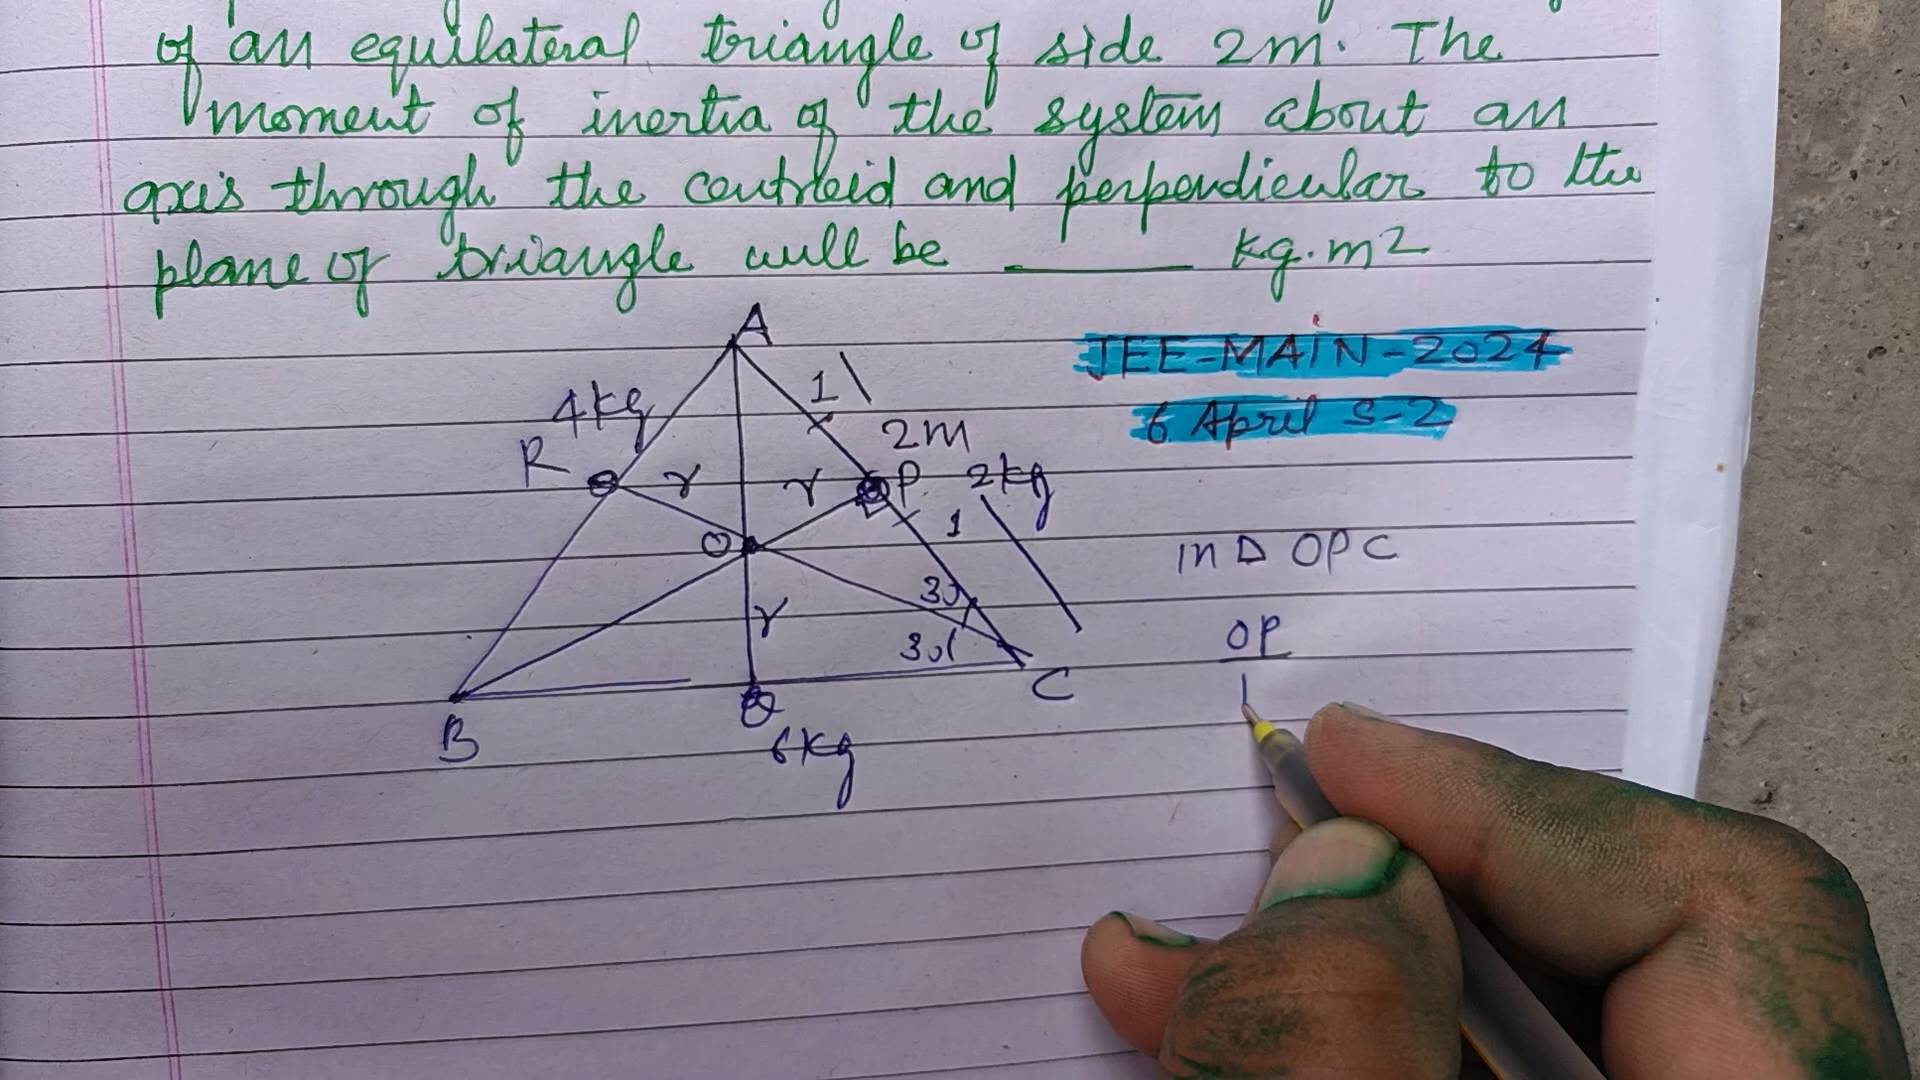 of an equilateral triangle of side 2m. The
moment of inertia of the system about an
axis through the centroid and perpendicular to the
plane of triangle will be ______ kg.m2
A
JEE-MAIN-2024
6 April S-2
4kg
1
2m
R
r
r
P
2kg
1
O
in Δ OPC
30
r
30
OP
B
Q
C
6kg